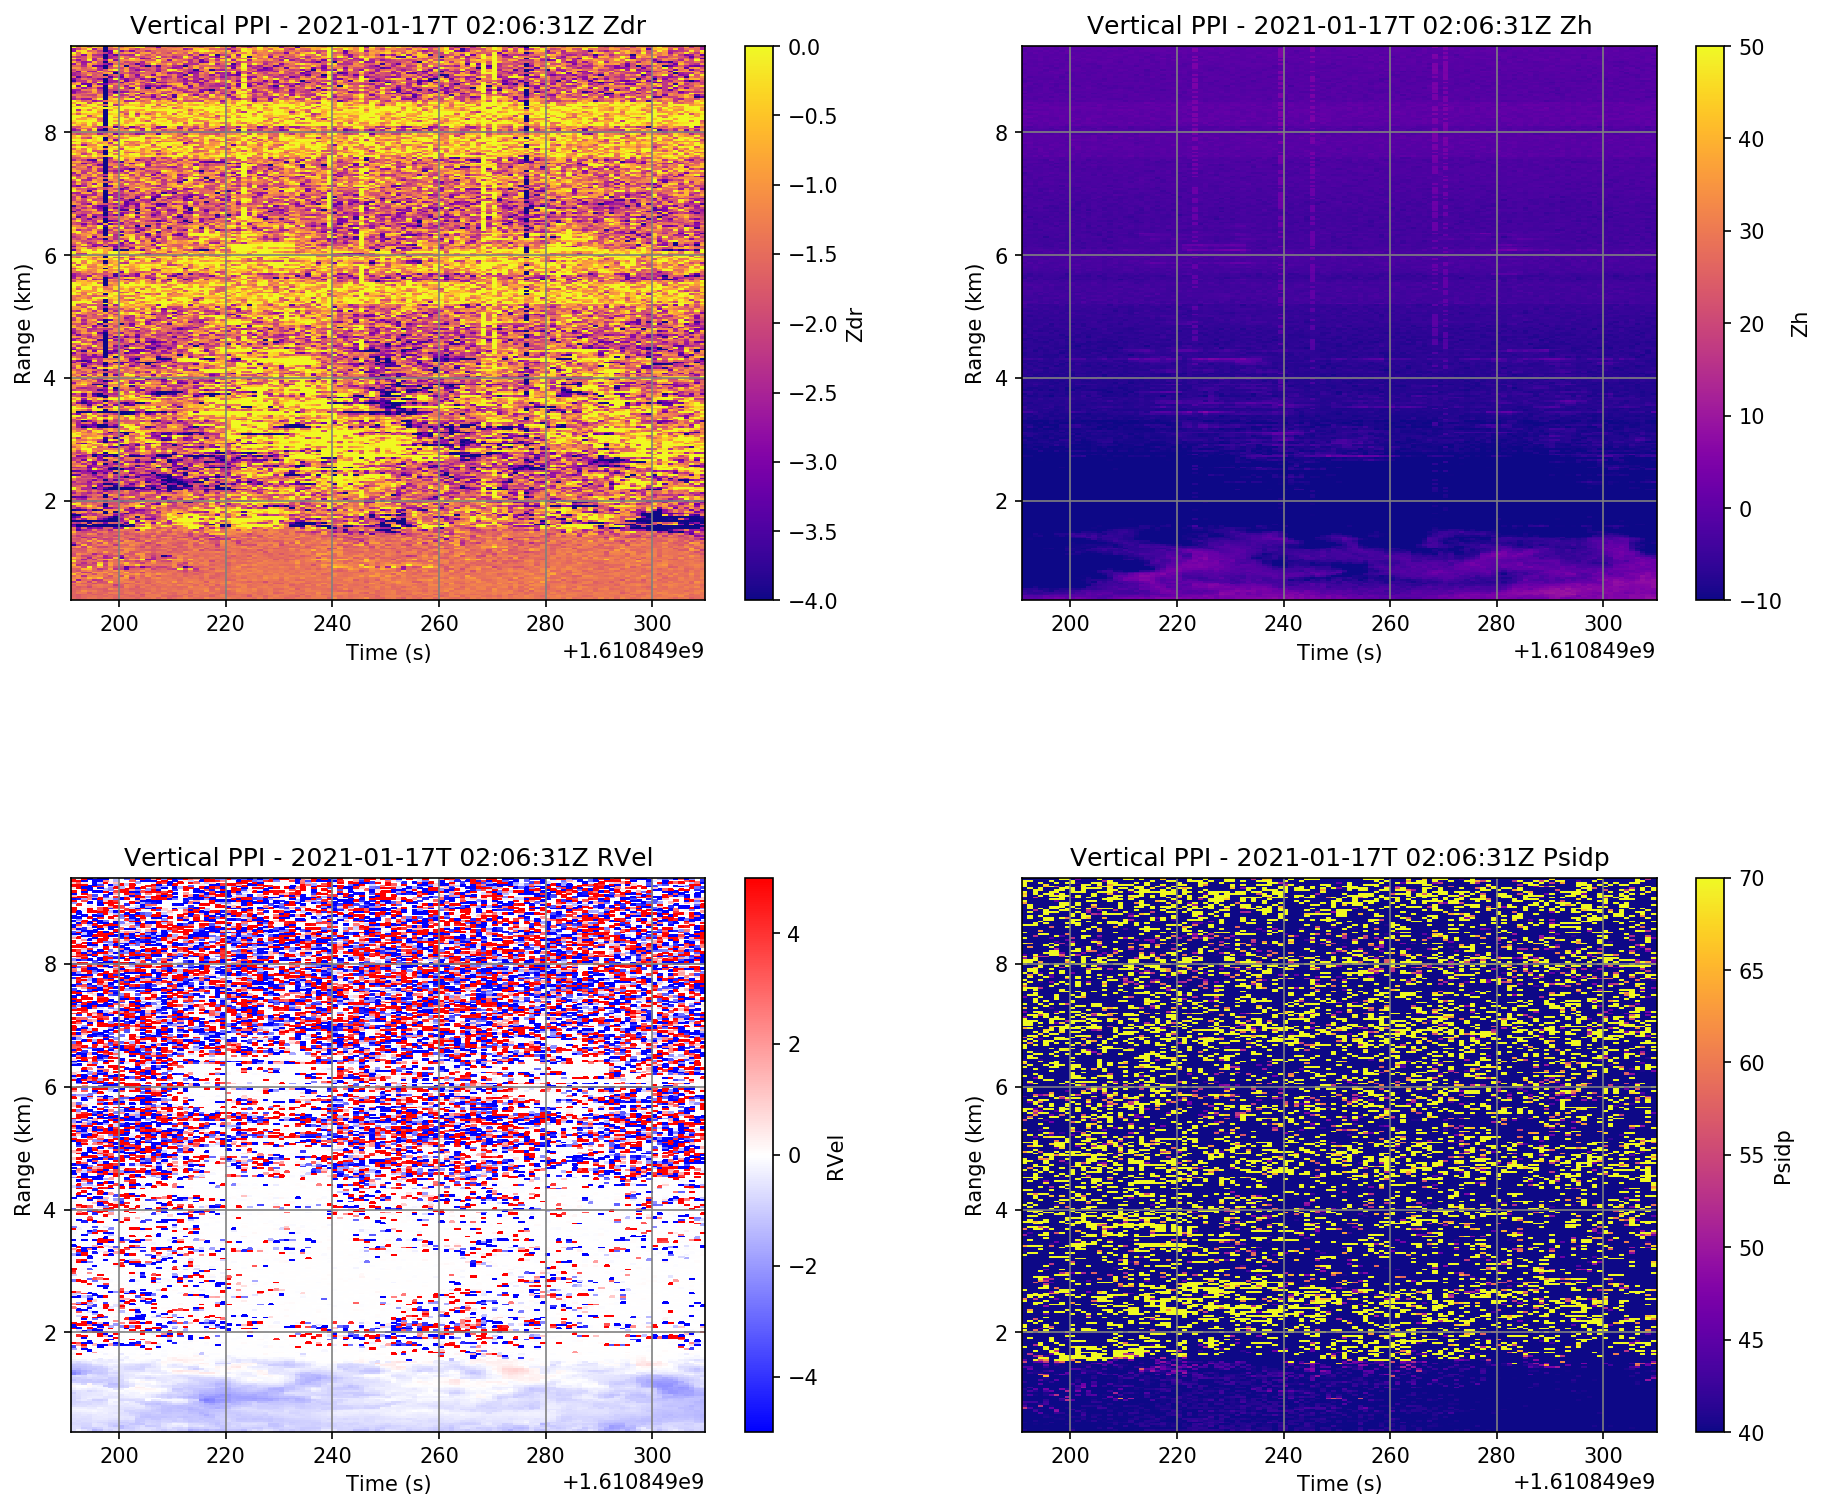 Vertical PPI - 2021-01-17T 02:06:31Z Zdr
8
6
4
2
Range (km)
200 220 240 260 280 300
Time (s)
+1.610849e9
0.0
−0.5
−1.0
−1.5
−2.0
−2.5
−3.0
−3.5
−4.0
Zdr
Vertical PPI - 2021-01-17T 02:06:31Z Zh
8
6
4
2
Range (km)
200 220 240 260 280 300
Time (s)
+1.610849e9
50
40
30
20
10
0
−10
Zh
Vertical PPI - 2021-01-17T 02:06:31Z RVel
8
6
4
2
Range (km)
200 220 240 260 280 300
Time (s)
+1.610849e9
4
2
0
−2
−4
RVel
Vertical PPI - 2021-01-17T 02:06:31Z Psidp
8
6
4
2
Range (km)
200 220 240 260 280 300
Time (s)
+1.610849e9
70
65
60
55
50
45
40
Psidp